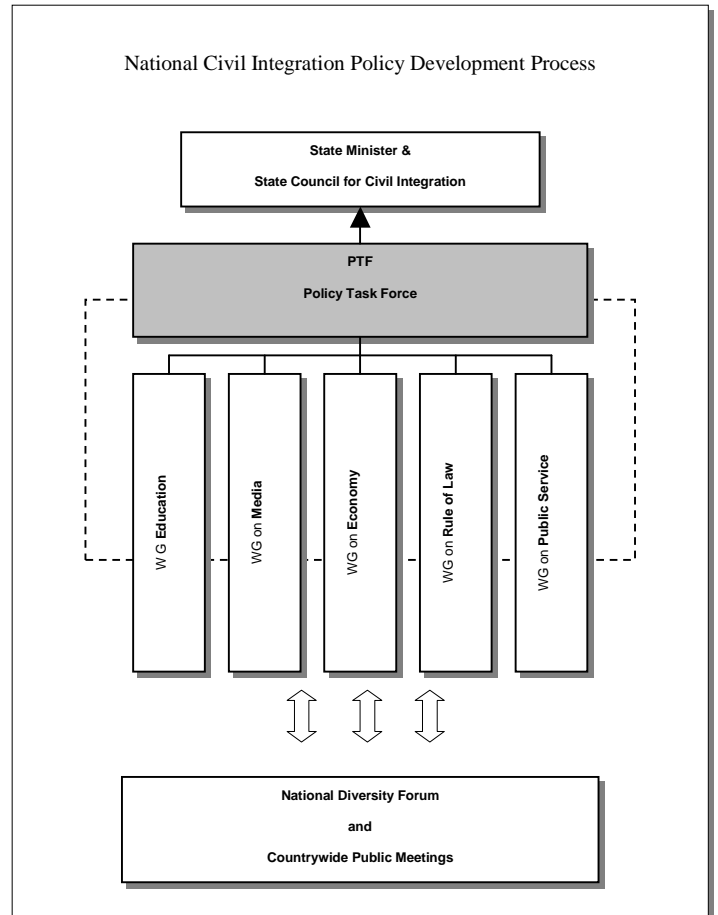 National Civil Integration Policy Development Process
State Minister &
State Council for Civil Integration
PTF
Policy Task Force
W G Education
WG on Media
WG on Economy
WG on Rule of Law
WG on Public Service
National Diversity Forum
and
Countrywide Public Meetings